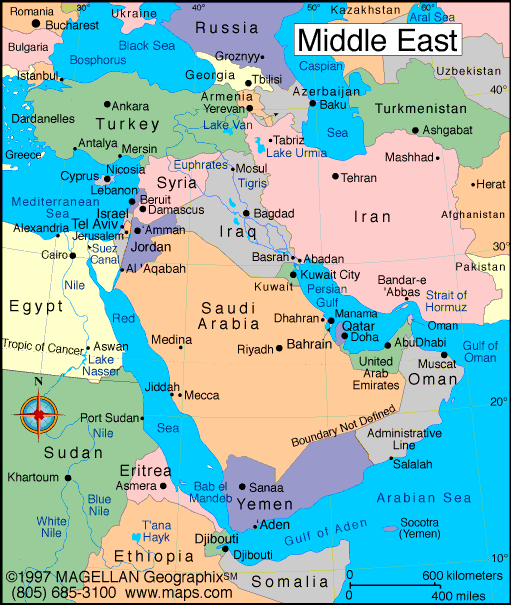 Romania
Bucharest
Ukraine
30°
40°
Russia
50°
Kazakhstan
60°
Aral Sea
Middle East
Bulgaria
Black Sea
Bosphorus
Istanbul
Groznyy
Georgia
Tbilisi
Caspian
Sea
Uzbekistan
40°
Armenia
Yerevan
Azerbaijan
Baku
Turkmenistan
Ashgabat
Ankara
Turkey
Dardanelles
Lake Van
Tabriz
Lake Urmia
Greece
Antalya
Mersin
Mashhad
Nicosia
Cyprus
Euphrates
Mosul
Tigris
Tehran
Herat
Lebanon
Beruit
Syria
Damascus
Mediterranean
Sea
Israel
Tel Aviv
Jerusalem
Bagdad
Iraq
Iran
Afghanistan
Alexandria
'Amman
Jordan
Suez
Canal
Cairo
Al 'Aqabah
Basran
Abadan
30°
Kuwait City
Kuwait
Persian
Gulf
Pakistan
Bandar-e
'Abbas
Strait of
Hormuz
Nile
Egypt
Red
Sea
Saudi
Arabia
Dhahran
Manama
Qatar
Doha
Bahrain
Oman
AbuDhabi
Gulf of
Oman
Muscat
Tropic of Cancer
Aswan
Lake
Nasser
Medina
Riyadh
United
Arab
Emirates
Oman
N
Jiddah
Mecca
20°
Boundary Not Defined
Administrative
Line
Port Sudan
Nile
Sudan
Salalah
Khartoum
Eritrea
Asmera
Bab el
Mandeb
Sanaa
Yemen
Arabian Sea
Blue
Nile
White
Nile
T'ana
Hayk
'Aden
Gulf of Aden
Socotra
(Yemen)
Djibouti
Djibouti
Ethiopia
10°
Somalia
©1997 MAGELLAN Geographix℠
(805) 685-3100 www.maps.com
0 600 kilometers
0 400 miles